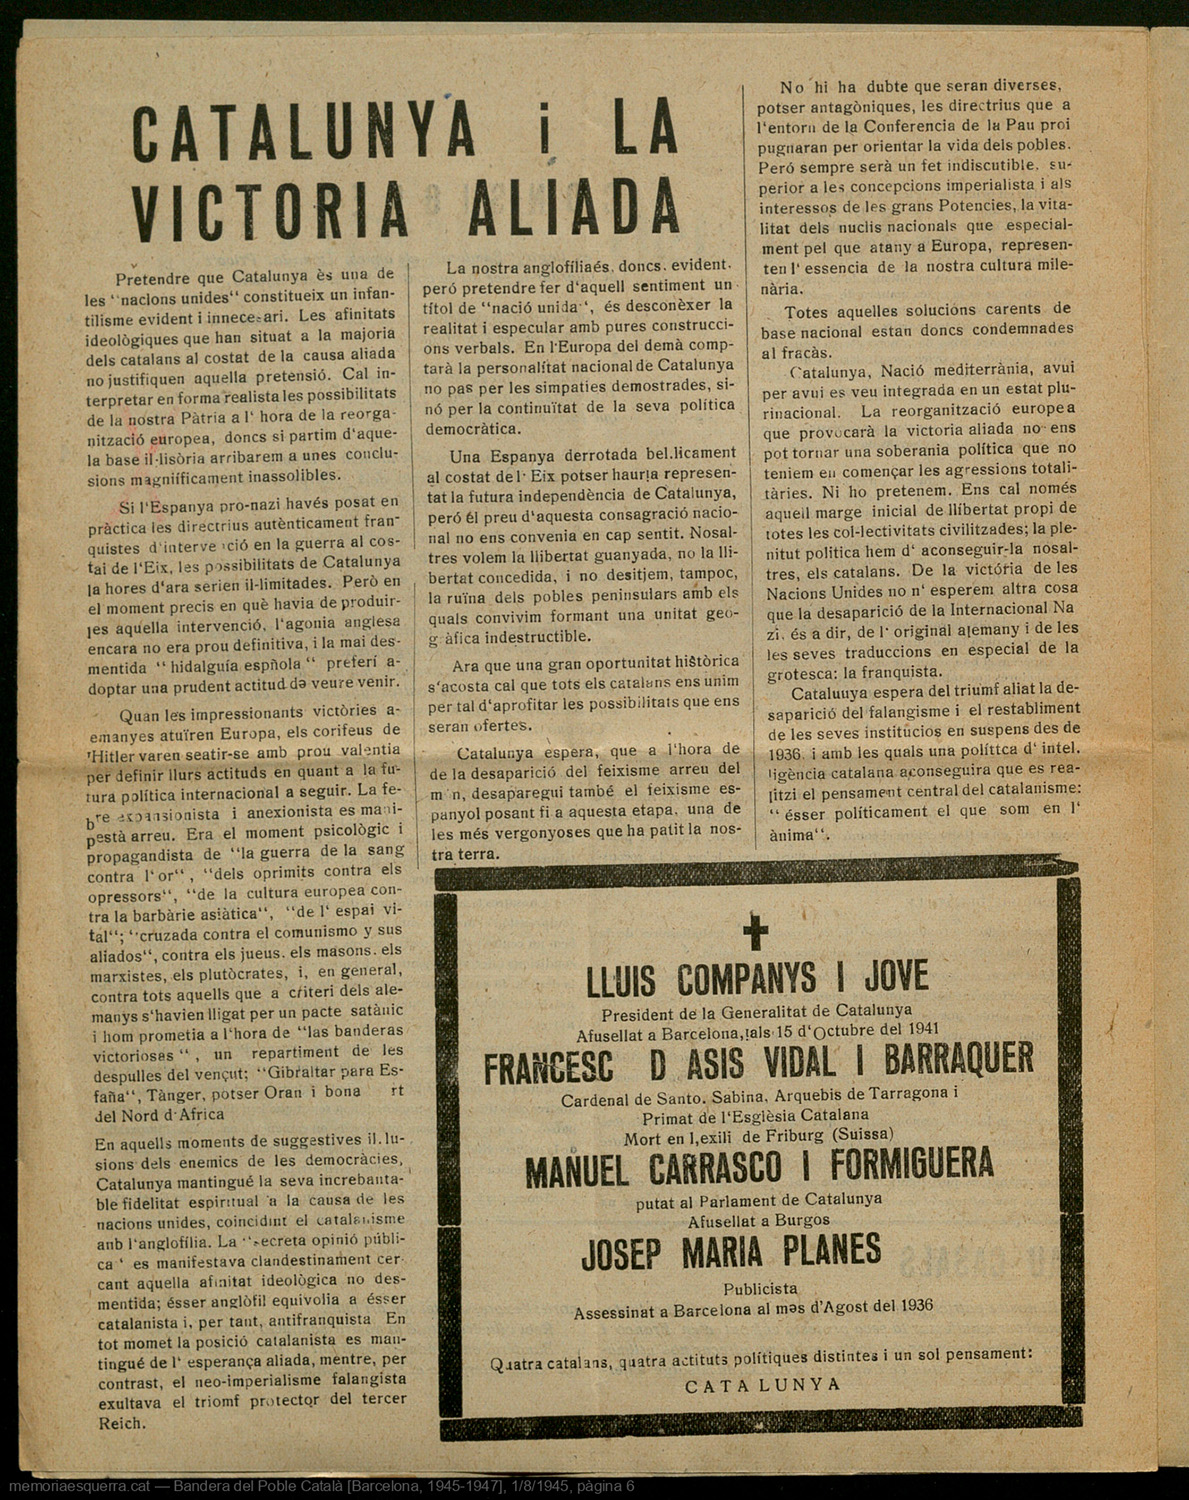 CATALUNYA i LA
VICTORIA ALIADA
Pretendre que Catalunya ès una de
les "nacions unides" constitueix un infan-
tilisme evident i innecesari. Les afinitats
ideològiques que han situat a la majoria
dels catalans al costat de la causa aliada
no justifiquen aquella pretensió. Cal in-
terpretar en forma realista les possibilitats
de la nostra Pàtria a l' hora de la reorga-
nització europea, doncs si partim d'aque-
la base il-lisòria arribarem a unes conclu-
sions magniíficament inassolibles.
Si l'Espanya pro-nazi havés posat en
pràctica les directrius autènticament fran-
quistes d'interve ció en la guerra al cos-
tai de l'Eix, les possibilitats de Catalunya
la hores d'ara serien il-limitades. Però en
el moment precis en què havia de produir-
les aquella intervenció, l'agonia anglesa
encara no era prou definitiva, i la mai des-
mentida " hidalguía espñola " preferí a-
doptar una prudent actitud de veure venir.
Quan les impressionants victòries a-
emanyes atuïren Europa, els corifeus de
Hitler varen seatir-se amb prou valentia
per definir llurs actituds en quant a la fu-
tura política internacional a seguir. La fe-
bre expansionista i anexionista es mani-
pestà arreu. Era el moment psicològic i
propagandista de "la guerra de la sang
contra l' or" , "dels oprimits contra els
opressors", "de la cultura europea con-
tra la barbàrie asiàtica", "de l' espai vi-
tal"; "cruzada contra el comunismo y sus
aliados", contra els jueus, els masons, els
marxistes, els plutòcrates, i, en general,
contra tots aquells que a criteri dels ale-
manys s'havien lligat per un pacte satànic
i hom prometia a l'hora de "las banderas
victoriosas " , un repartiment de les
despulles del vençut; "Gibraltar para Es-
faña", Tànger, potser Oran i bona rt
del Nord d'Africa
En aquells moments de suggestives il.lu-
sions dels enemics de les democràcies,
Catalunya mantingué la seva increbanta-
ble fidelitat espiritual a la causa de les
nacions unides, coincidint el catalanisme
anb l'anglofilia. La "secreta opinió públi-
ca ' es manifestava clandestinament cer-
cant aquella afinitat ideològica no des-
mentida; ésser anglòfil equivolia a ésser
catalanista i, per tant, antifranquista En
tot momet la posició catalanista es man-
tingué de l' esperança aliada, mentre, per
contrast, el neo-imperialisme falangista
exultava el triomf protector del tercer
Reich.
La nostra anglofiliaés, doncs, evident,
peró pretendre fer d'aquell sentiment un
títol de "nació unida", és desconèxer la
realitat i especular amb pures construcci-
ons verbals. En l'Europa del demà comp-
tarà la personalitat nacional de Catalunya
no pas per les simpaties demostrades, si-
nó per la continuïtat de la seva política
democràtica.
Una Espanya derrotada bel.licament
al costat de l' Eix potser hauria represen-
tat la futura independència de Catalunya,
peró él preu d'aquesta consagració nacio-
nal no ens convenia en cap sentit. Nosal-
tres volem la llibertat guanyada, no la lli-
bertat concedida, i no desitjem, tampoc,
la ruïna dels pobles peninsulars amb els
quals convivim formant una unitat geo-
g àfica indestructible.
Ara que una gran oportunitat històrica
s'acosta cal que tots els catalans ens unim
per tal d'aprofitar les possibilitats que ens
seran ofertes.
Catalunya espera, que a l'hora de
de la desaparició del feixisme arreu del
m n, desaparegui també el feixisme es-
panyol posant fi a aquesta etapa, una de
les més vergonyoses que ha patit la nos-
tra terra.
No hi ha dubte que seran diverses,
potser antagòniques, les directrius que a
l'entorn de la Conferencia de la Pau proi
pugnaran per orientar la vida dels pobles.
Peró sempre serà un fet indiscutible, su-
perior a les concepcions imperialista i als
interessos de les grans Potencies, la vita-
litat dels nuclis nacionals que especial-
ment pel que atany a Europa, represen-
ten l' essencia de la nostra cultura mile-
nària.
Totes aquelles solucións carents de
base nacional estan doncs condemnades
al fracàs.
Catalunya, Nació mediterrània, avui
per avui es veu integrada en un estat plu-
rinacional. La reorganització europea
que provocarà la victoria aliada no ens
pot tornar una soberania política que no
teniem en començar les agressions totali-
tàries. Ni ho pretenem. Ens cal només
aquell marge inicial de llibertat propi de
totes les col-lectivitats civilitzades; la ple-
nitut politica hem d' aconseguir-la nosal-
tres, els catalans. De la victória de les
Nacions Unides no n' esperem altra cosa
que la desaparició de la Internacional Na
zi, és a dir, de l' original alemany i de les
les seves traduccions en especial de la
grotesca: la franquista.
Cataluuya espera del triumf aliat la de-
saparició del falangisme i el restabliment
de les seves institucios en suspens des de
1936 i amb les quals una políttca d' intel.
ligència catalana aconseguira que es rea-
litzi el pensament central del catalanisme:
" ésser políticament el que som en l'
ànima".
LLUIS COMPANYS I JOVE
President de la Generalitat de Catalunya
Afusellat a Barcelona, als 15 d'Octubre del 1941
FRANCESC D ASIS VIDAL I BARRAQUER
Cardenal de Santo. Sabina, Arquebis de Tarragona i
Primat de l'Esglèsia Catalana
Mort en l,exili de Friburg (Suissa)
MANUEL CARRASCO I FORMIGUERA
putat al Parlament de Catalunya
Afusellat a Burgos
JOSEP MARIA PLANES
Publicista
Assessinat a Barcelona al mes d'Agost del 1936
Quatra catalans, quatra actituts polítiques distintes i un sol pensament:
CATALUNYA
memoriaesquerra.cat — Bandera del Poble Català [Barcelona, 1945-1947], 1/8/1945, pàgina 6